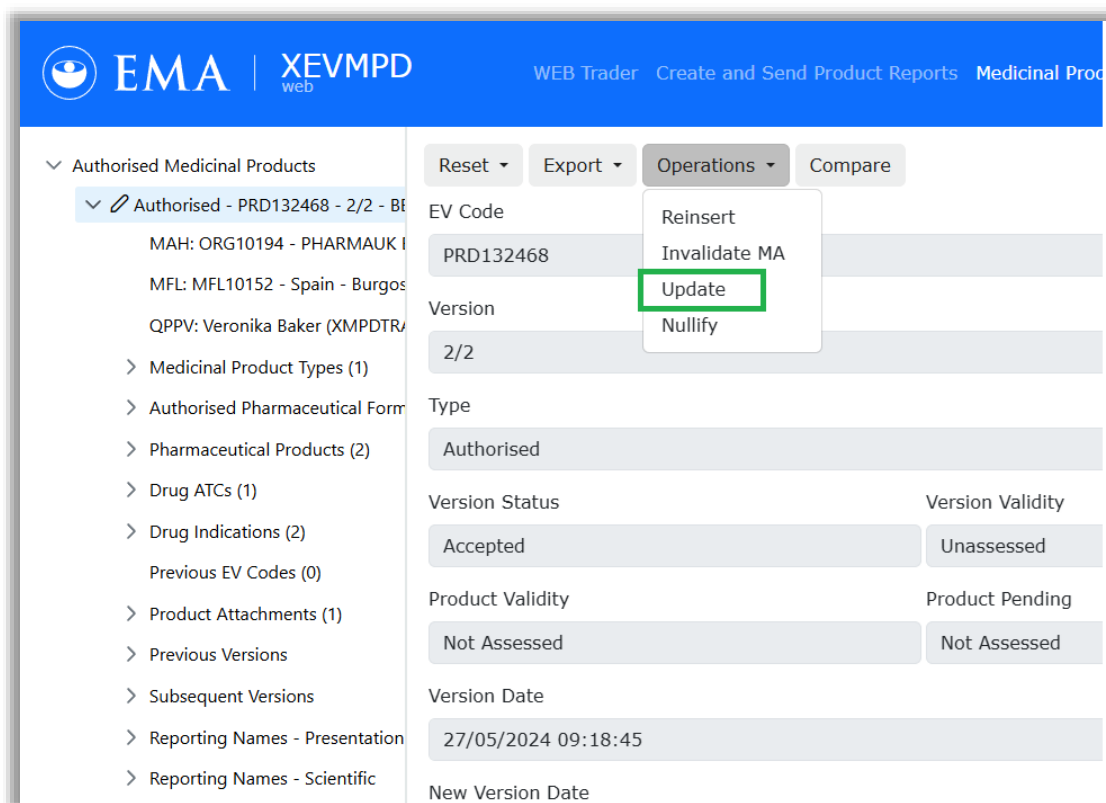 EMA | XEVMPD
web
WEB Trader Create and Send Product Reports Medicinal Proc
Authorised Medicinal Products
Authorised - PRD132468 - 2/2 - BE
MAH: ORG10194 - PHARMAUK
MFL: MFL10152 - Spain - Burgos
QPPV: Veronika Baker (XMPDTRA
Medicinal Product Types (1)
Authorised Pharmaceutical Form
Pharmaceutical Products (2)
Drug ATCs (1)
Drug Indications (2)
Previous EV Codes (0)
Product Attachments (1)
Previous Versions
Subsequent Versions
Reporting Names - Presentation
Reporting Names - Scientific
Reset Export Operations Compare
Reinsert
Invalidate MA
Update
Nullify
EV Code
PRD132468
Version
2/2
Type
Authorised
Version Status Version Validity
Accepted Unassessed
Product Validity Product Pending
Not Assessed Not Assessed
Version Date
27/05/2024 09:18:45
New Version Date